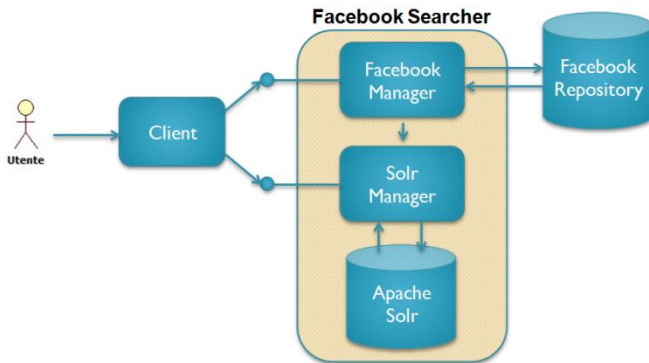 Facebook Searcher
Facebook
Manager
Facebook
Repository
Client
Utente
Solr
Manager
Apache
Solr